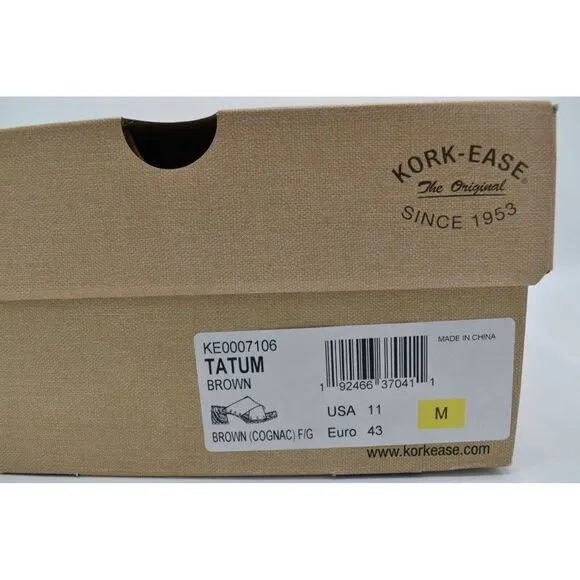 KORK-EASE®
The Original
SINCE 1953
KE0007106
TATUM
BROWN
BROWN (COGNAC) F/G
1 92466 37041 1
MADE IN CHINA
USA 11
M
Euro 43
www.korkease.com